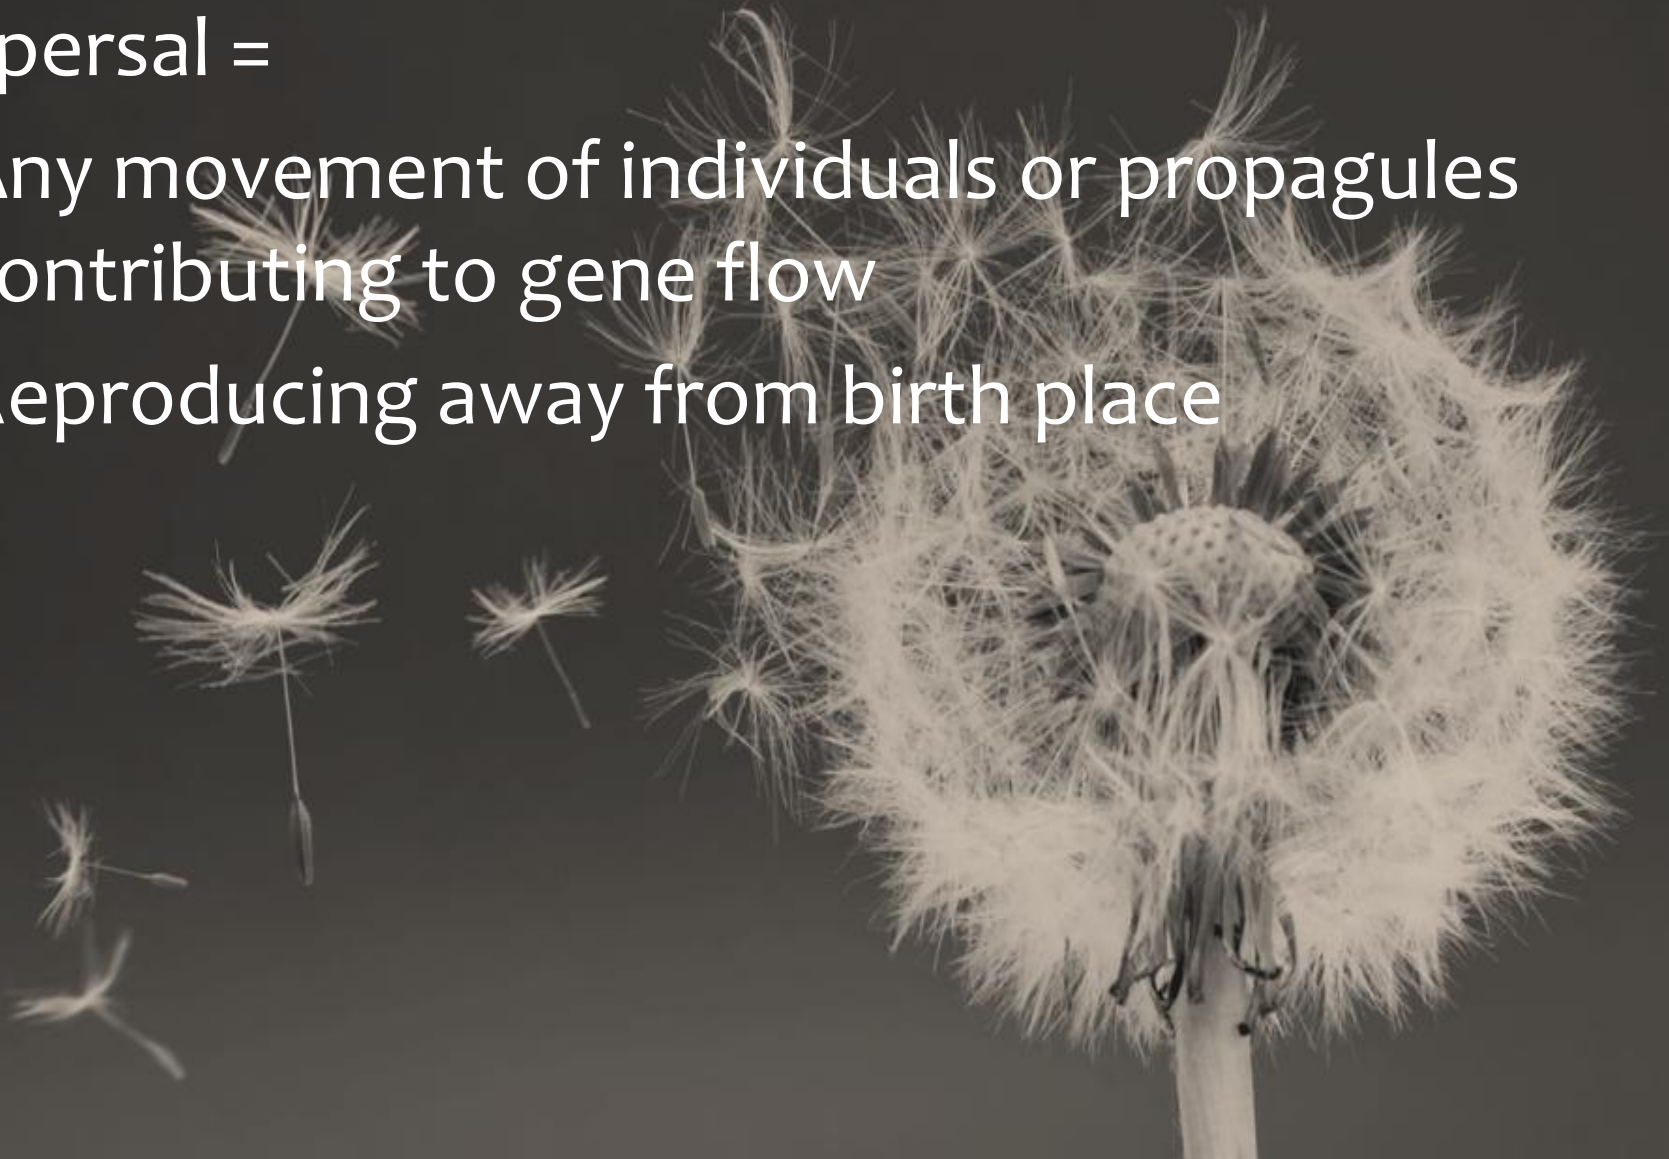 persal =
ny movement of individuals or propagules
ontributing to gene flow
eproducing away from birth place